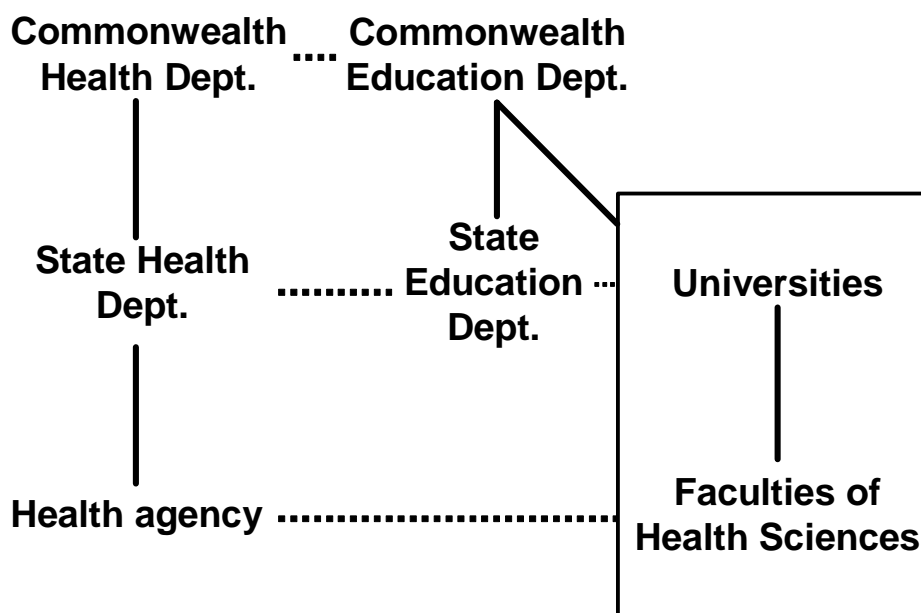 Commonwealth
Health Dept.
Commonwealth
Education Dept.
State Health
Dept.
State
Education
Dept.
Universities
Health agency
Faculties of
Health Sciences